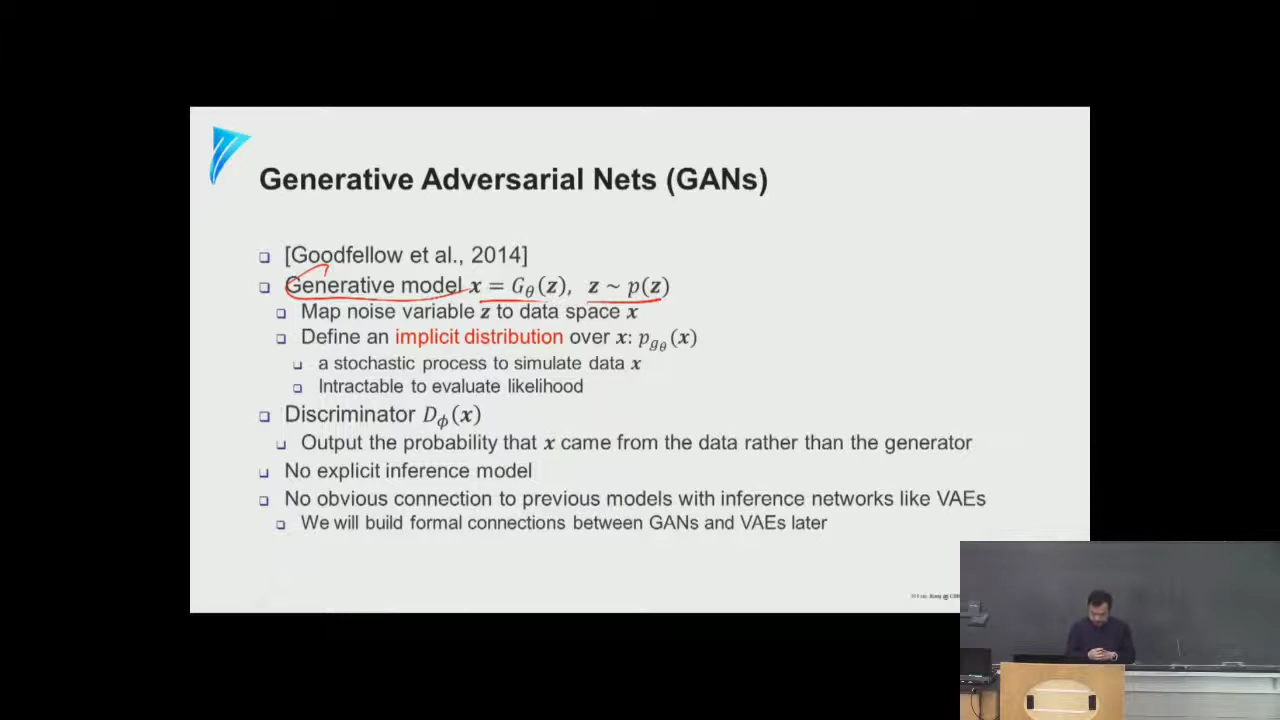 Generative Adversarial Nets (GANs)
[Goodfellow et al., 2014]
Generative model x = G_θ(z), z ~ p(z)
Map noise variable z to data space x
Define an implicit distribution over x: p_{g_θ}(x)
a stochastic process to simulate data x
Intractable to evaluate likelihood
Discriminator D_ϕ(x)
Output the probability that x came from the data rather than the generator
No explicit inference model
No obvious connection to previous models with inference networks like VAEs
We will build formal connections between GANs and VAEs later